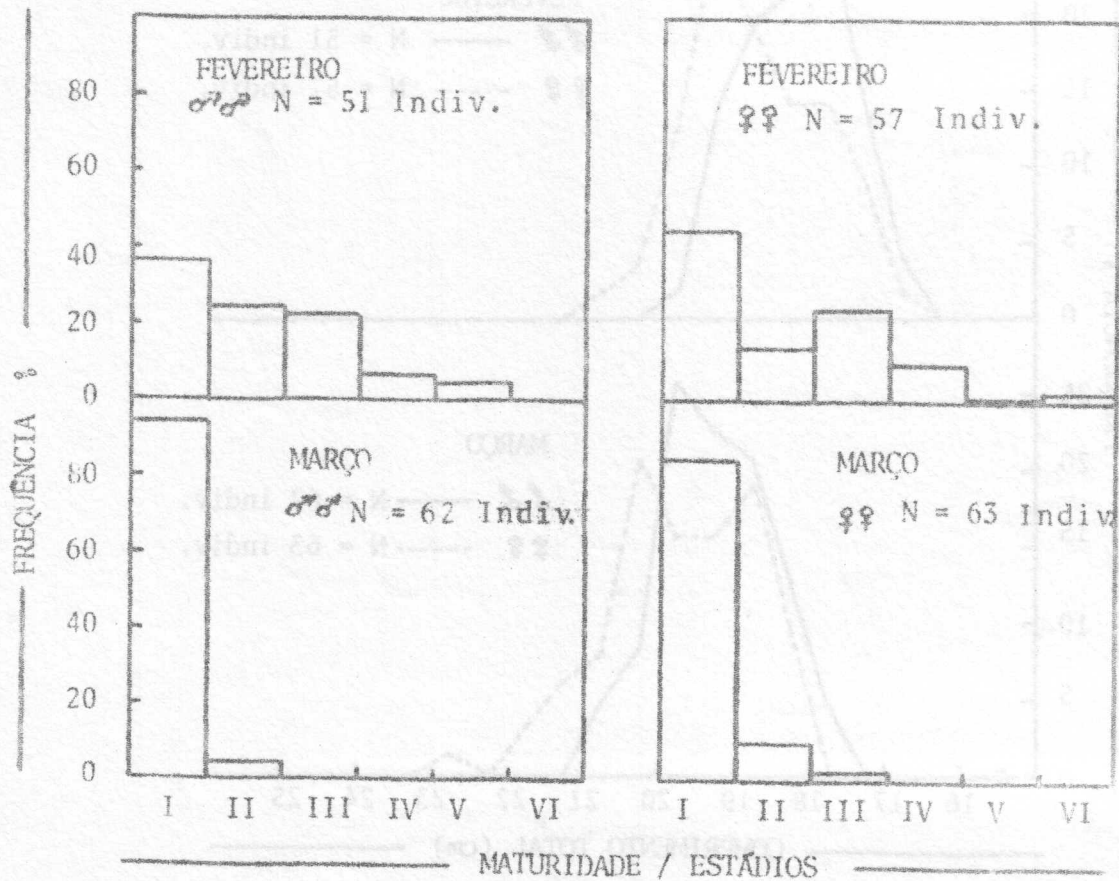 FEVEREIRO
♂♂ N = 51 Indiv.
FEVEREIRO
♀♀ N = 57 Indiv.
80
60
40
20
0
MARÇO
♂♂ N = 62 Indiv.
MARÇO
♀♀ N = 63 Indiv
80
60
40
20
0
FREQUÊNCIA %
I II III IV V VI
I II III IV V VI
MATURIDADE / ESTÁDIOS